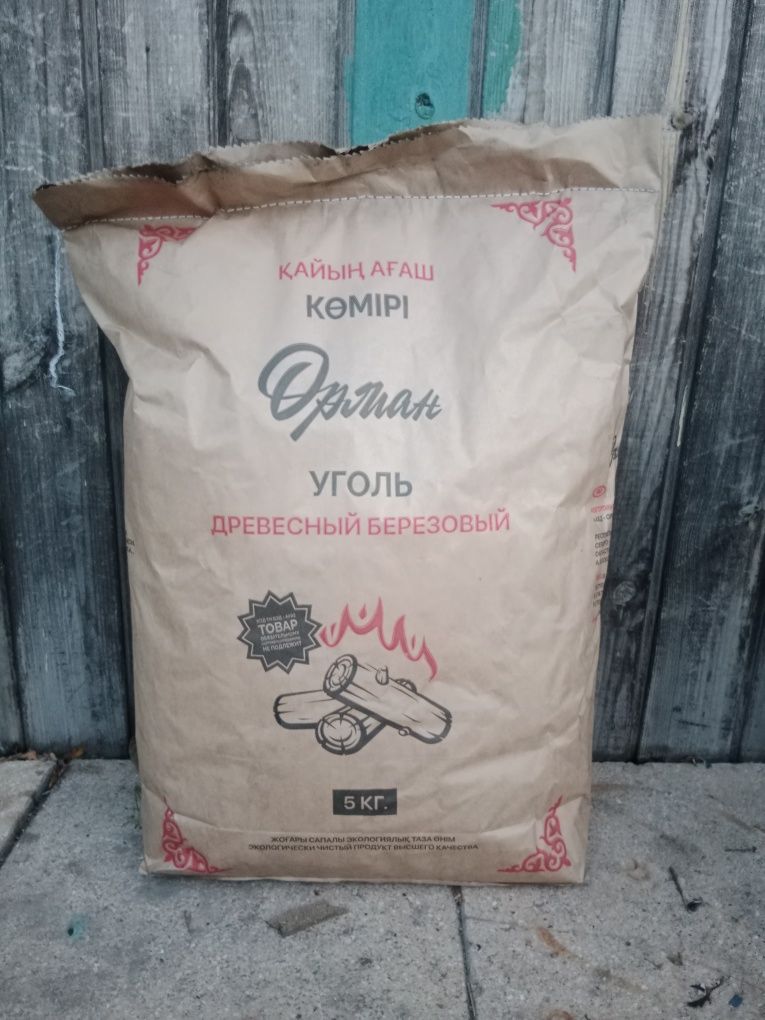 ҚАЙЫҢ АҒАШ
КӨМІРІ
Орман
УГОЛЬ
ДРЕВЕСНЫЙ БЕРЕЗОВЫЙ
ТОВАР
ОБЯЗАТЕЛЬНОМУ
НЕ ПОДЛЕЖИТ
5 КГ.
ЖОҒАРЫ САПАЛЫ ЭКОЛОГИЯЛЫҚ ТАЗА ӨНІМ
ЭКОЛОГИЧЕСКИ ЧИСТЫЙ ПРОДУКТ ВЫСШЕГО КАЧЕСТВА